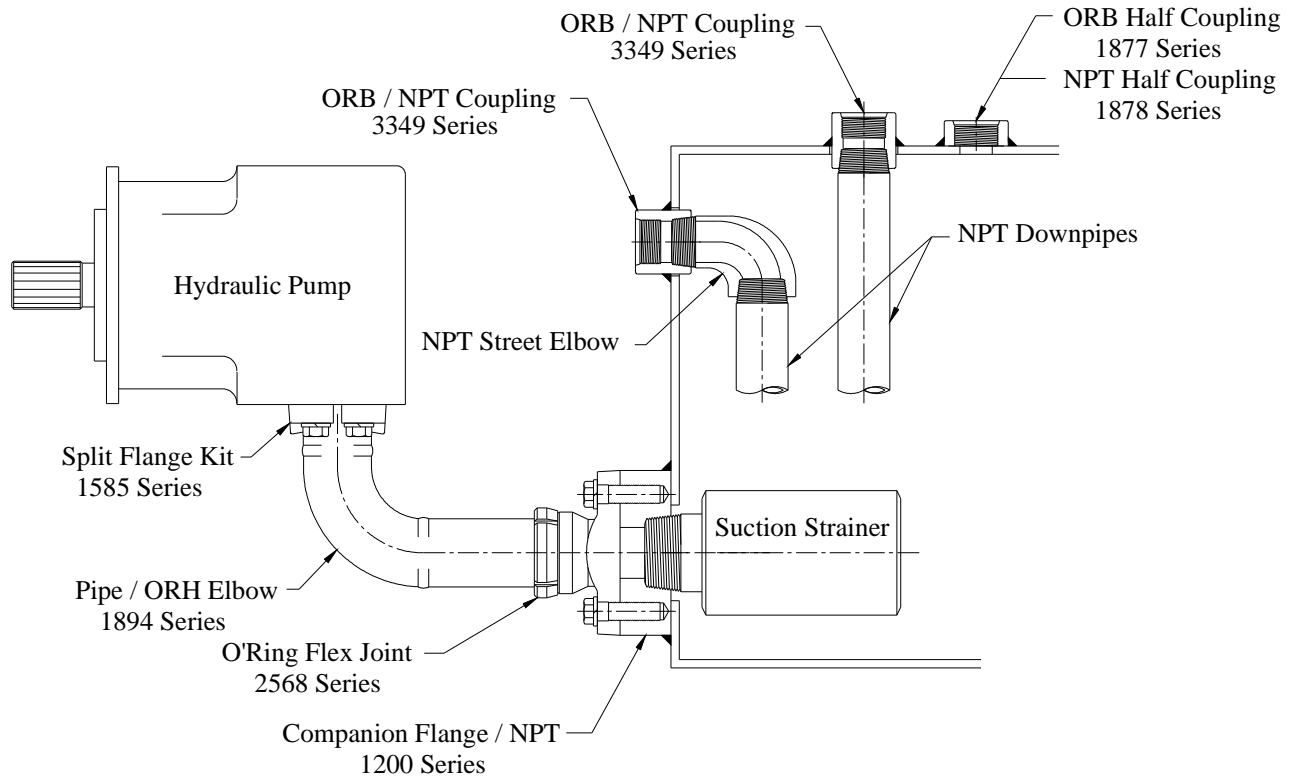 ORB / NPT Coupling
3349 Series
ORB Half Coupling
1877 Series
NPT Half Coupling
1878 Series
ORB / NPT Coupling
3349 Series
NPT Downpipes
Hydraulic Pump
NPT Street Elbow
Split Flange Kit
1585 Series
Suction Strainer
Pipe / ORH Elbow
1894 Series
O'Ring Flex Joint
2568 Series
Companion Flange / NPT
1200 Series